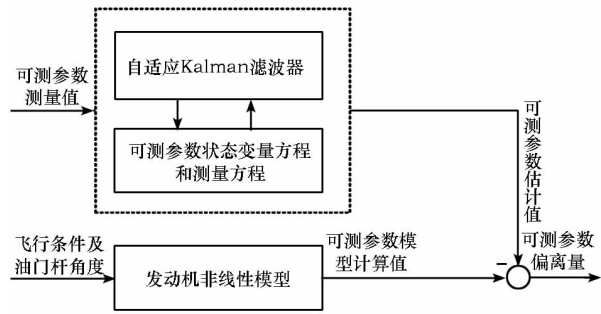 可测参数
测量值
自适应Kalman滤波器
可测参数状态变量方程
和测量方程
可测参数估计值
飞行条件及
油门杆角度
发动机非线性模型
可测参数模
型计算值
−
可测参数
偏离量